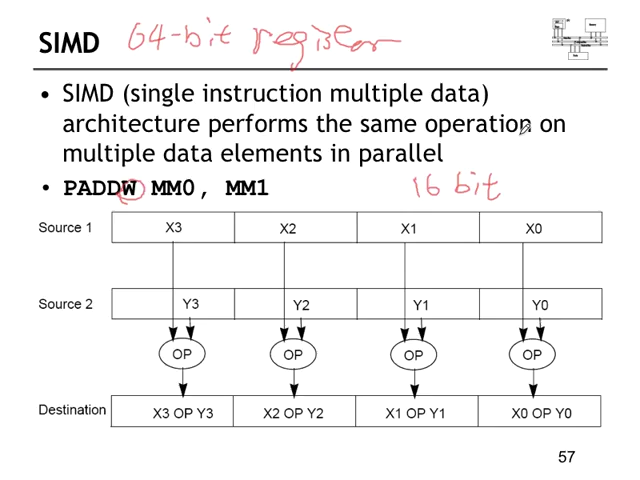 SIMD 64-bit register
• SIMD (single instruction multiple data)
architecture performs the same operation on
multiple data elements in parallel
• PADDW MM0, MM1 16 bit
Source 1 X3 X2 X1 X0
Source 2 Y3 Y2 Y1 Y0
OP OP OP OP
Destination X3 OP Y3 X2 OP Y2 X1 OP Y1 X0 OP Y0
57